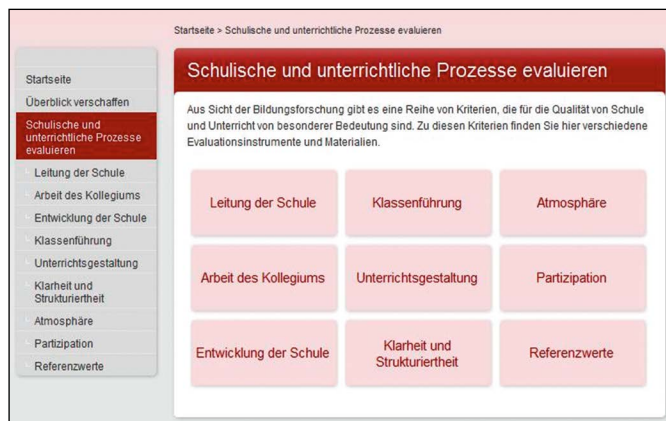 Startseite > Schulische und unterrichtliche Prozesse evaluieren
Startseite
Überblick verschaffen
Schulische und
unterrichtliche Prozesse
evaluieren
Leitung der Schule
Arbeit des Kollegiums
Entwicklung der Schule
Klassenführung
Unterrichtsgestaltung
Klarheit und
Strukturiertheit
Atmosphäre
Partizipation
Referenzwerte
Schulische und unterrichtliche Prozesse evaluieren
Aus Sicht der Bildungsforschung gibt es eine Reihe von Kriterien, die für die Qualität von Schule
und Unterricht von besonderer Bedeutung sind. Zu diesen Kriterien finden Sie hier verschiedene
Evaluationsinstrumente und Materialien.
Leitung der Schule
Klassenführung
Atmosphäre
Arbeit des Kollegiums
Unterrichtsgestaltung
Partizipation
Entwicklung der Schule
Klarheit und
Strukturiertheit
Referenzwerte